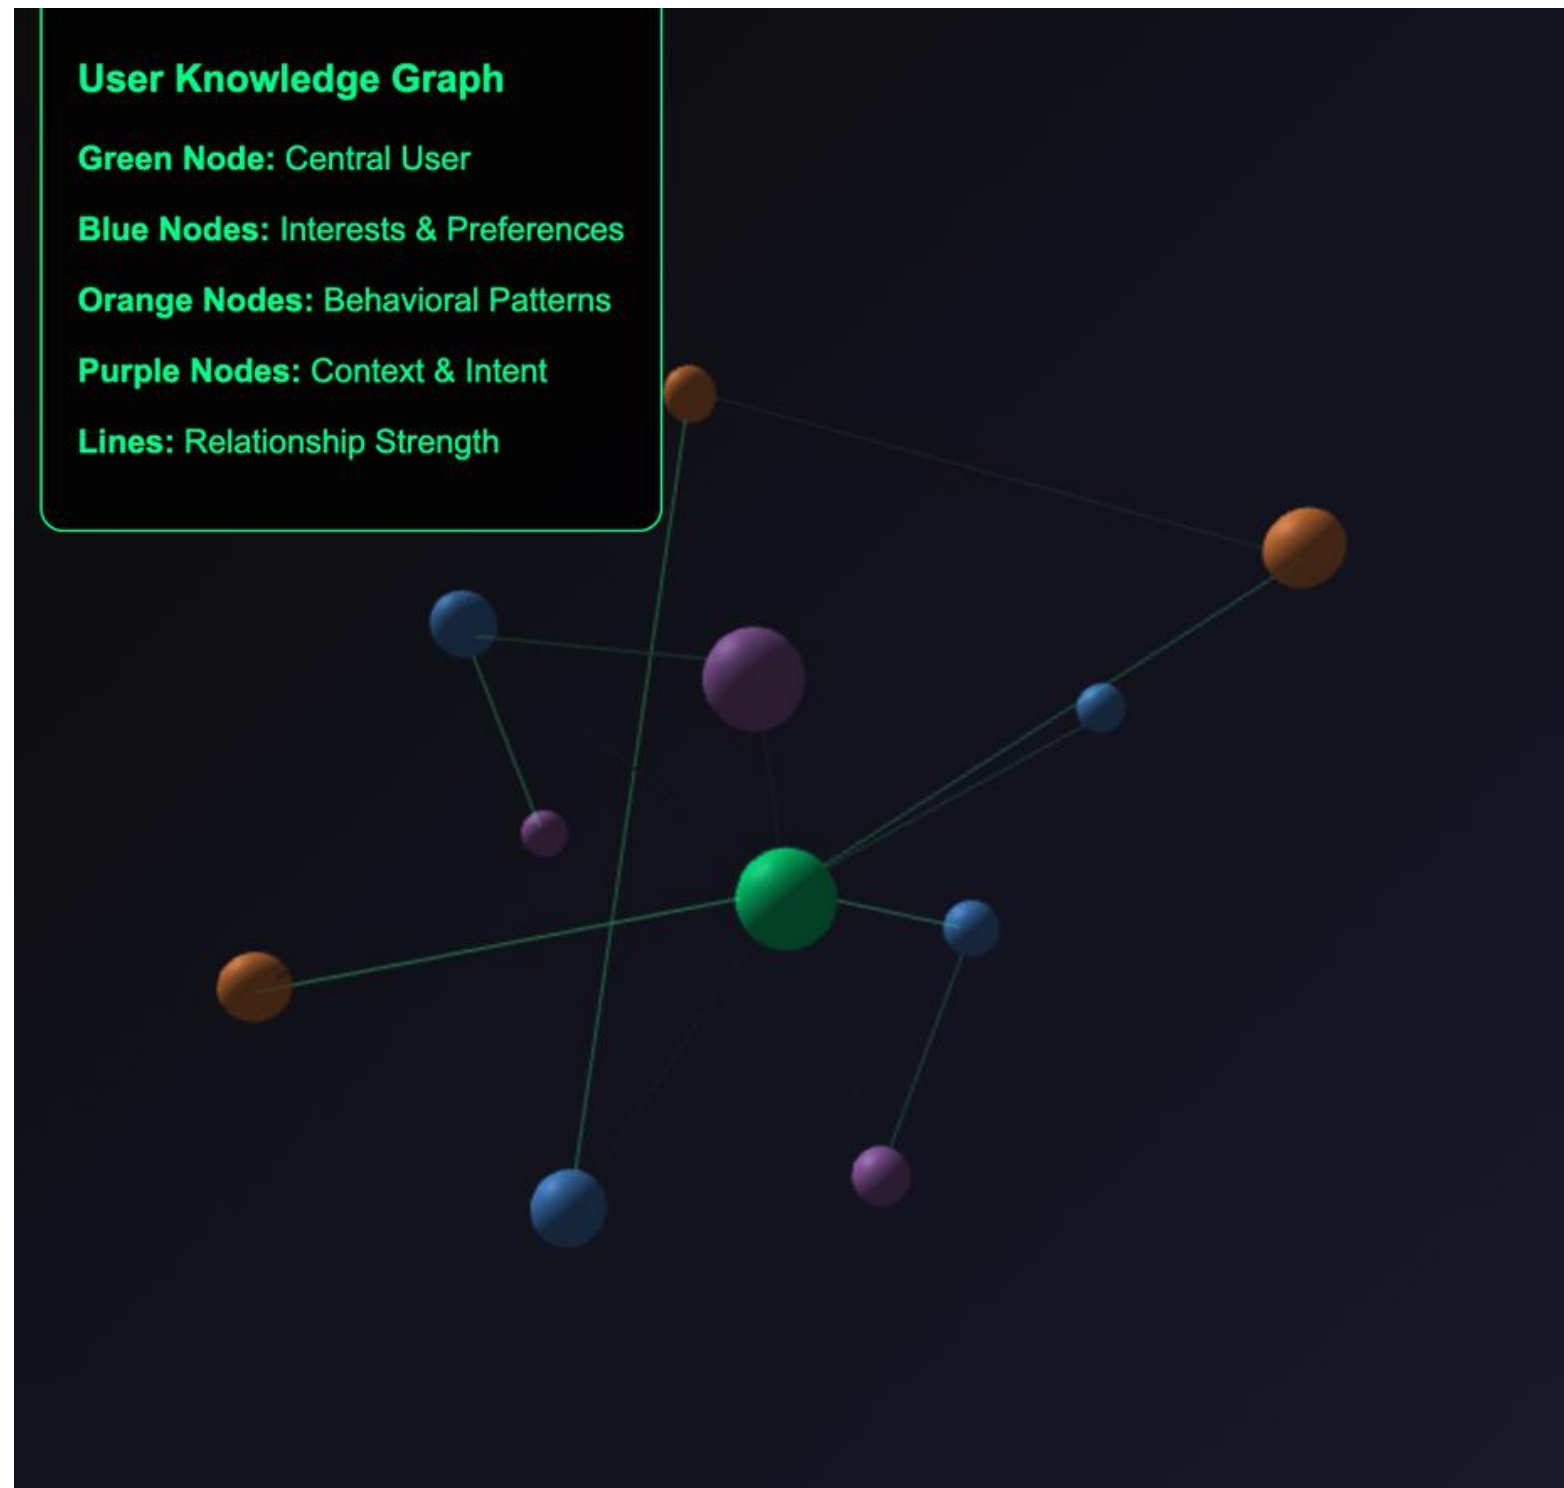 User Knowledge Graph
Green Node: Central User
Blue Nodes: Interests & Preferences
Orange Nodes: Behavioral Patterns
Purple Nodes: Context & Intent
Lines: Relationship Strength